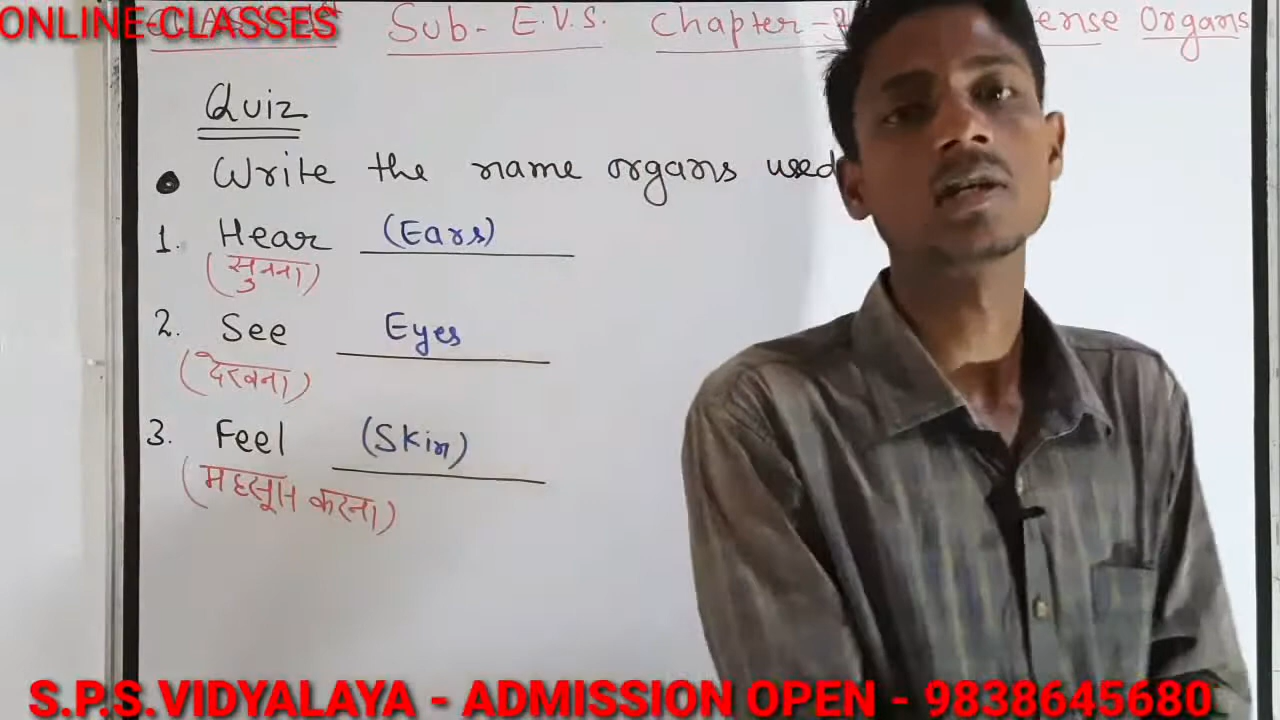 ONLINE CLASSES
Sub- E.V.S. Chapter-3 ense Organs
Quiz
• Write the name organs used
1. Hear (Ears)
(सुनना)
2. See Eyes
(देखना)
3. Feel (Skin)
(महसूस करना)
S.P.S.VIDYALAYA - ADMISSION OPEN - 9838645680